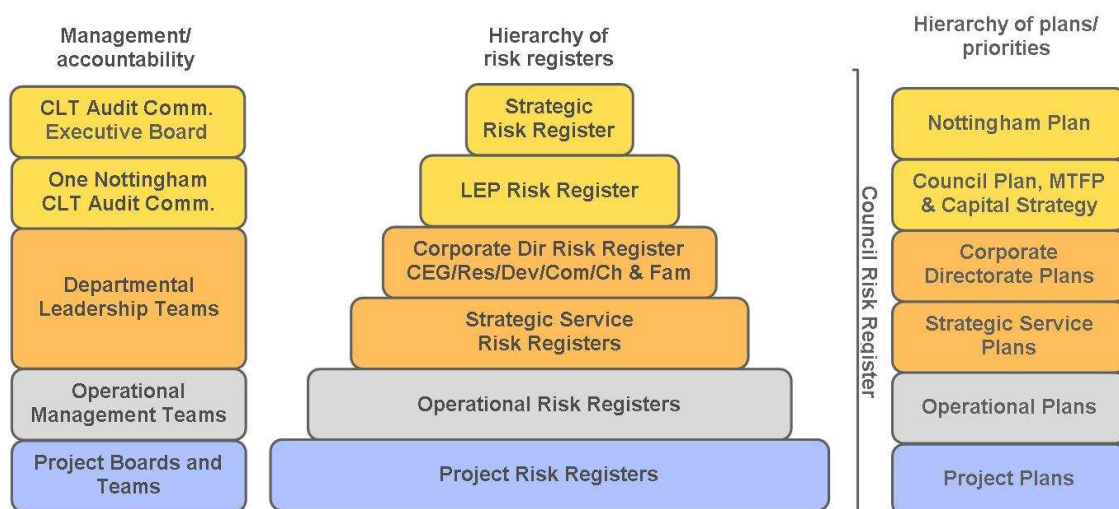 Management/
accountability
CLT Audit Comm.
Executive Board
One Nottingham
CLT Audit Comm.
Departmental
Leadership Teams
Operational
Management Teams
Project Boards and
Teams
Hierarchy of
risk registers
Strategic
Risk Register
LEP Risk Register
Corporate Dir Risk Register
CEG/Res/Dev/Com/Ch & Fam
Strategic Service
Risk Registers
Operational Risk Registers
Project Risk Registers
Council Risk Register
Hierarchy of plans/
priorities
Nottingham Plan
Council Plan, MTFP
& Capital Strategy
Corporate
Directorate Plans
Strategic Service
Plans
Operational Plans
Project Plans